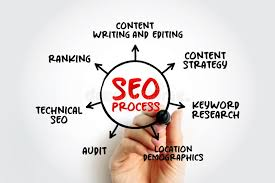 CONTENT
WRITING AND EDITING
RANKING
CONTENT
STRATEGY
SEO
PROCESS
TECHNICAL
SEO
KEYWORD
RESEARCH
AUDIT
LOCATION
DEMOGRAPHICS